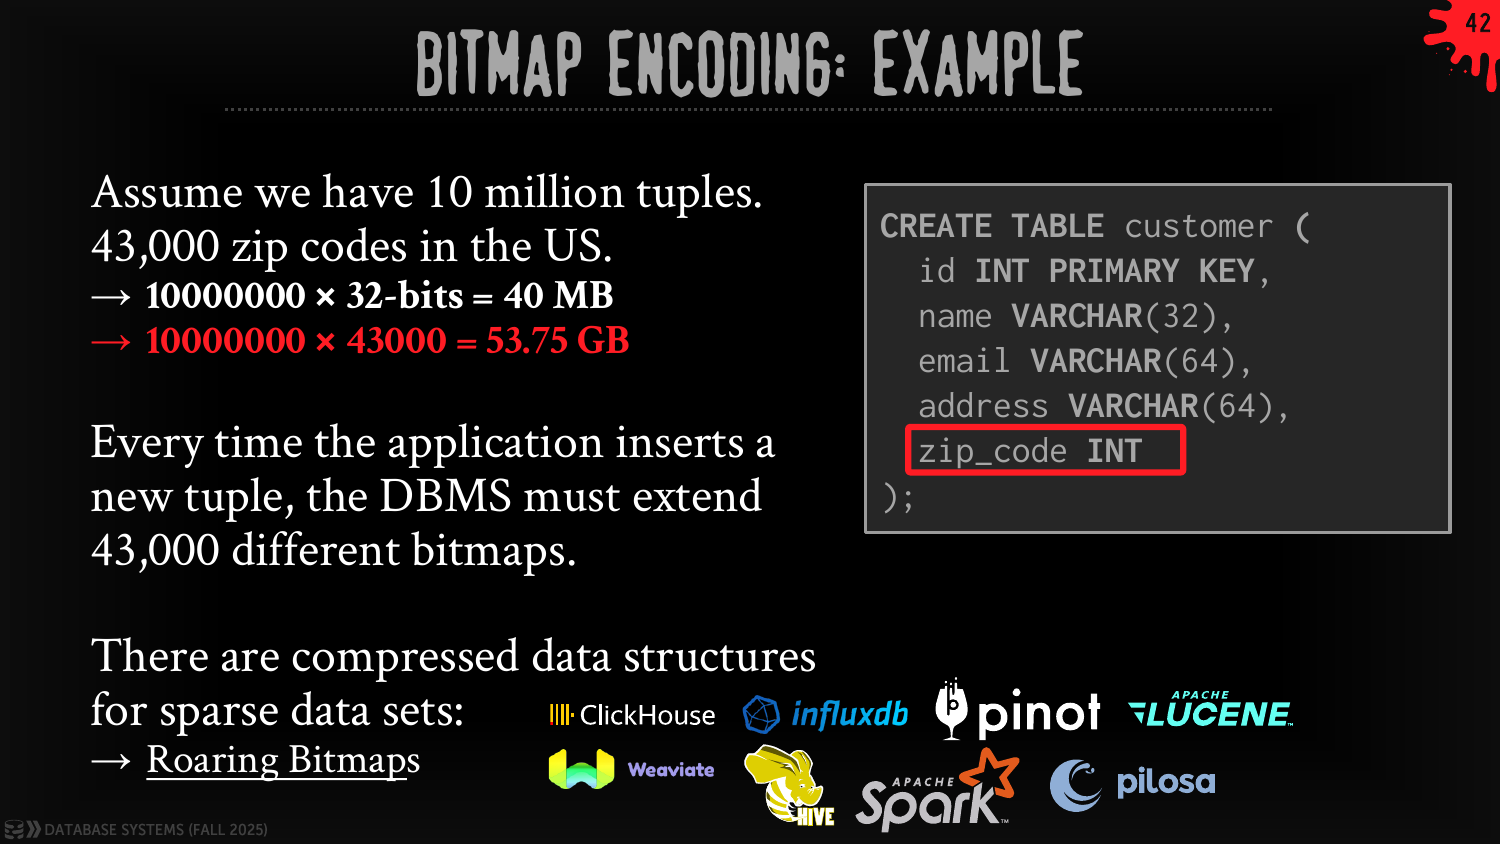 42
BITMAP ENCODING: EXAMPLE
Assume we have 10 million tuples.
43,000 zip codes in the US.
→ 10000000 × 32-bits = 40 MB
→ 10000000 × 43000 = 53.75 GB
Every time the application inserts a
new tuple, the DBMS must extend
43,000 different bitmaps.
There are compressed data structures
for sparse data sets:
→ Roaring Bitmaps
CREATE TABLE customer (
id INT PRIMARY KEY,
name VARCHAR(32),
email VARCHAR(64),
address VARCHAR(64),
zip_code INT
);
ClickHouse
influxdb
pinot
APACHE
LUCENE™
Weaviate
HIVE
APACHE
Spark™
pilosa
DATABASE SYSTEMS (FALL 2025)